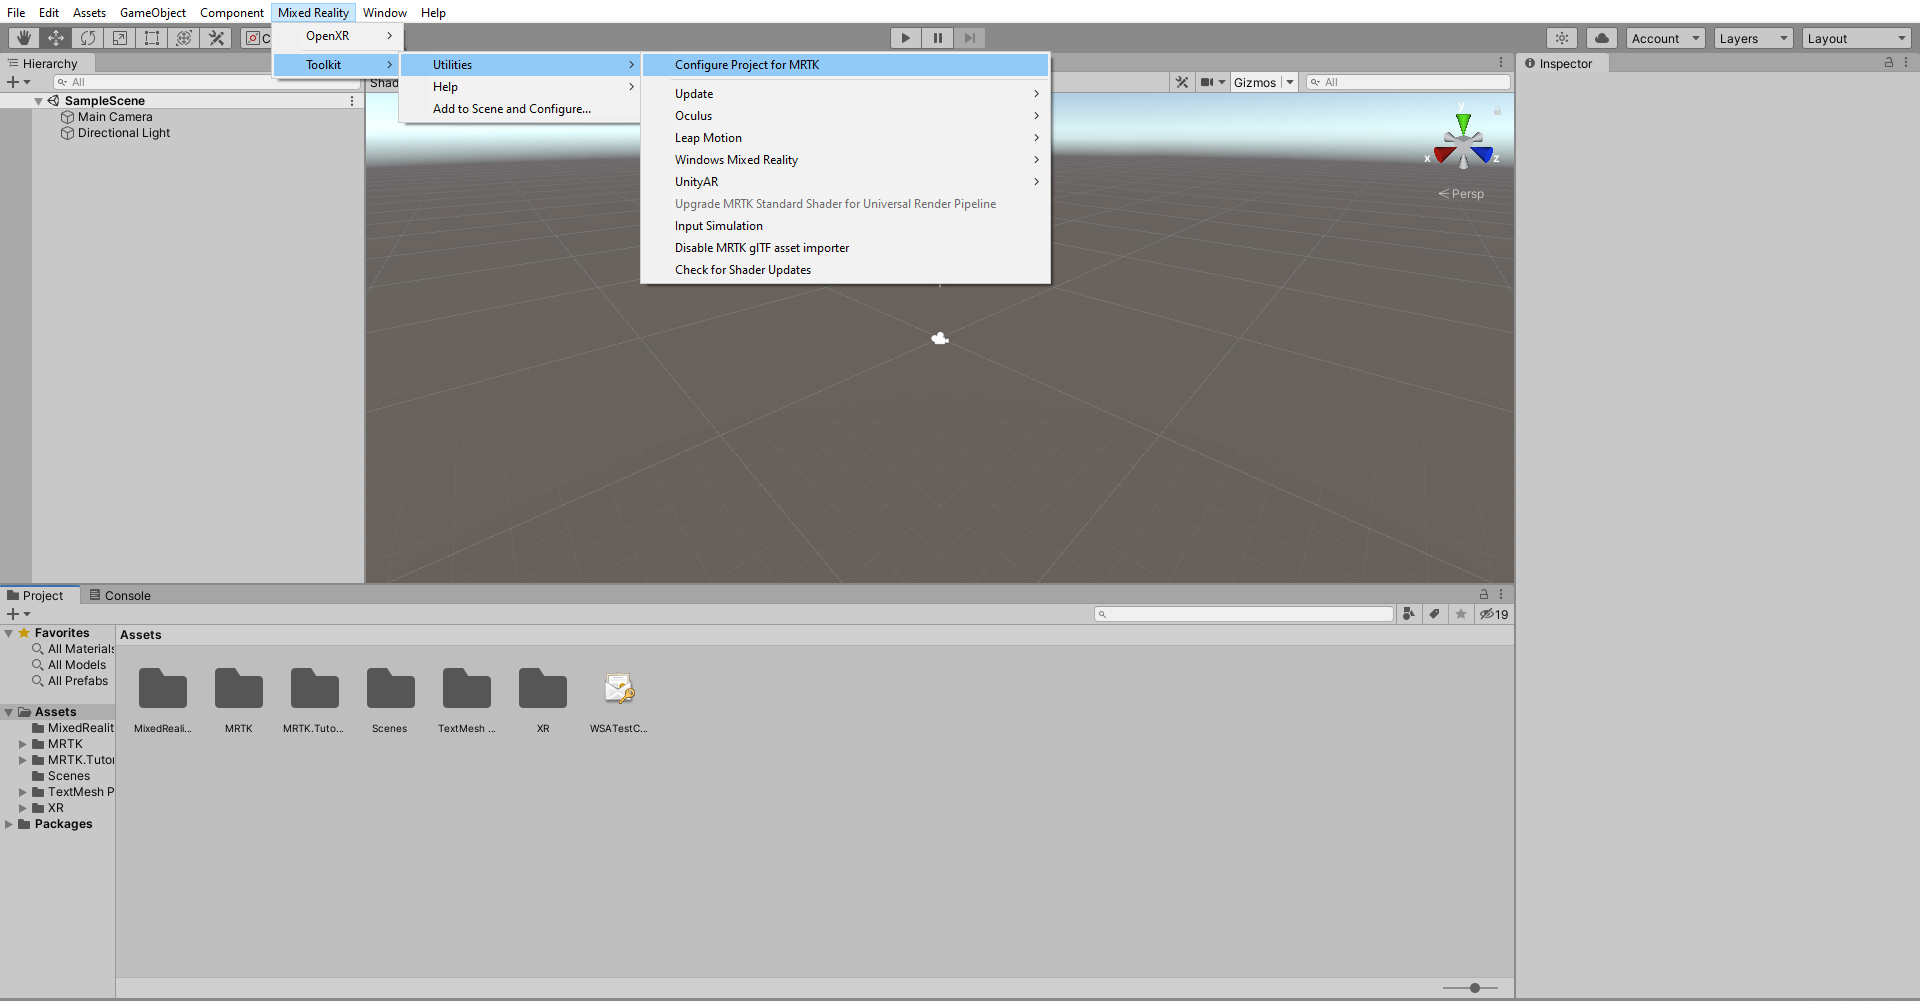 File Edit Assets GameObject Component Mixed Reality Window Help
OpenXR
Account Layers Layout
Toolkit
Utilities
Help
Add to Scene and Configure...
Configure Project for MRTK
Update
Oculus
Leap Motion
Windows Mixed Reality
UnityAR
Upgrade MRTK Standard Shader for Universal Render Pipeline
Input Simulation
Disable MRTK glTF asset importer
Check for Shader Updates
Hierarchy
All
SampleScene
Main Camera
Directional Light
Shad
Gizmos
All
y
x
z
Persp
Inspector
Project Console
19
Favorites
All Materials
All Models
All Prefabs
Assets
MixedRealit
MRTK
MRTK.Tuto
Scenes
TextMesh P
XR
Packages
Assets
MixedReali... MRTK MRTK.Tuto... Scenes TextMesh ... XR WSATestC...